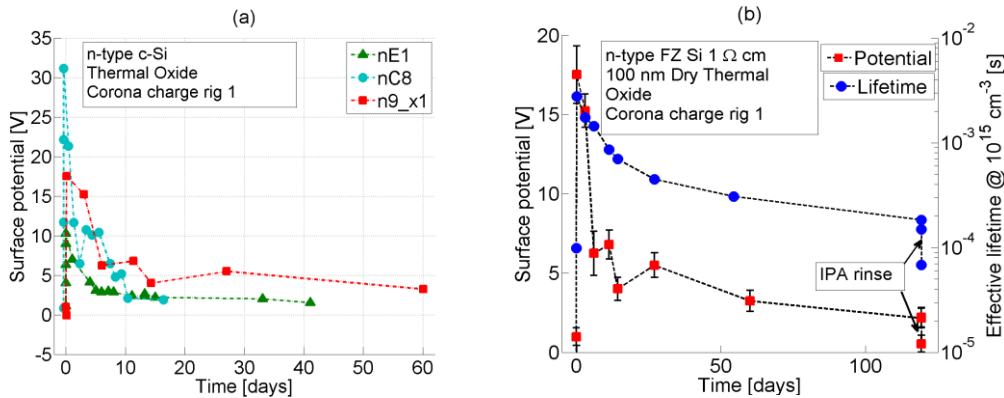 (a)
n-type c-Si
Thermal Oxide
Corona charge rig 1
nE1
nC8
n9_x1
35
30
25
20
15
10
5
0
-5
Surface potential [V]
0 10 20 30 40 50 60
Time [days]
(b)
n-type FZ Si 1 Ω cm
100 nm Dry Thermal
Oxide
Corona charge rig 1
Potential
Lifetime
20
15
10
5
0
Surface potential [V]
IPA rinse
10⁻²
10⁻³
10⁻⁴
10⁻⁵
Effective lifetime @ 10¹⁵ cm⁻³ [s]
0 50 100
Time [days]